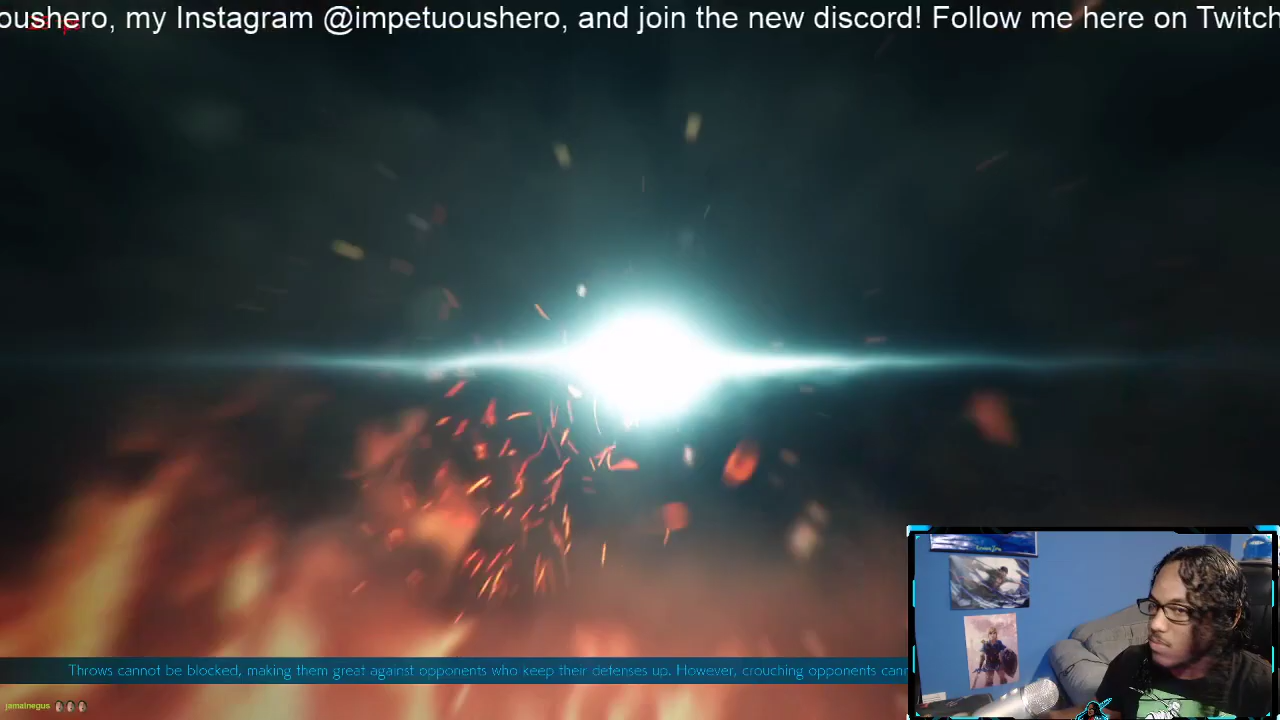 oushero, my Instagram @impetuoushero, and join the new discord! Follow me here on Twitch
Throws cannot be blocked, making them great against opponents who keep their defenses up. However, crouching opponents cann
jamalnegus